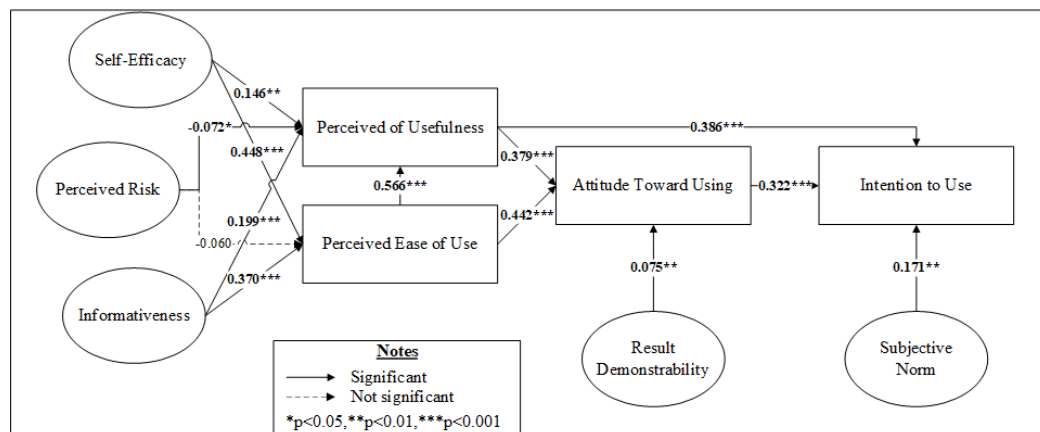 Self-Efficacy
0.146**
-0.072*
Perceived of Usefulness
0.386***
0.448***
0.379***
Perceived Risk
0.566***
Attitude Toward Using
0.322***
Intention to Use
0.199***
0.442***
-0.060
Perceived Ease of Use
0.370***
0.075**
0.171**
Informativeness
Result
Demonstrability
Subjective
Norm
Notes
Significant
Not significant
*p<0.05,**p<0.01,***p<0.001